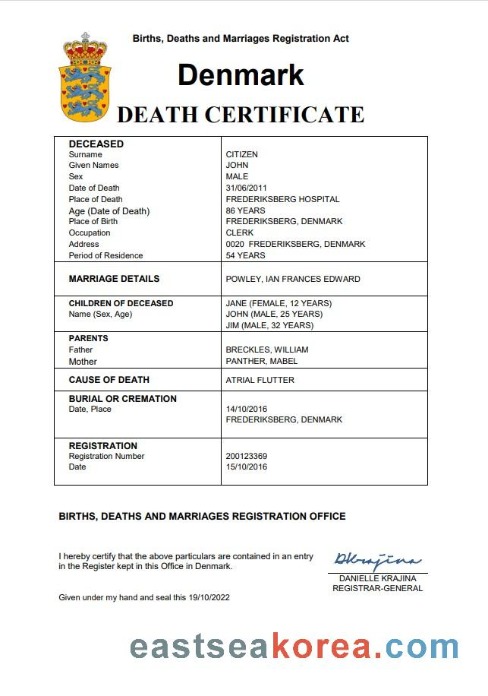 Births, Deaths and Marriages Registration Act
Denmark
DEATH CERTIFICATE
DECEASED
Surname CITIZEN
Given Names JOHN
Sex MALE
Date of Death 31/06/2011
Place of Death FREDERIKSBERG HOSPITAL
Age (Date of Death) 86 YEARS
Place of Birth FREDERIKSBERG, DENMARK
Occupation CLERK
Address 0020 FREDERIKSBERG, DENMARK
Period of Residence 54 YEARS
MARRIAGE DETAILS POWLEY, IAN FRANCES EDWARD
CHILDREN OF DECEASED JANE (FEMALE, 12 YEARS)
Name (Sex, Age) JOHN (MALE, 25 YEARS)
JIM (MALE, 32 YEARS)
PARENTS
Father BRECKLES, WILLIAM
Mother PANTHER, MABEL
CAUSE OF DEATH ATRIAL FLUTTER
BURIAL OR CREMATION
Date, Place 14/10/2016
FREDERIKSBERG, DENMARK
REGISTRATION
Registration Number 200123369
Date 15/10/2016
BIRTHS, DEATHS AND MARRIAGES REGISTRATION OFFICE
I hereby certify that the above particulars are contained in an entry
in the Register kept in this Office in Denmark.
DKrajina
DANIELLE KRAJINA
REGISTRAR-GENERAL
Given under my hand and seal this 19/10/2022
eastseakorea.com